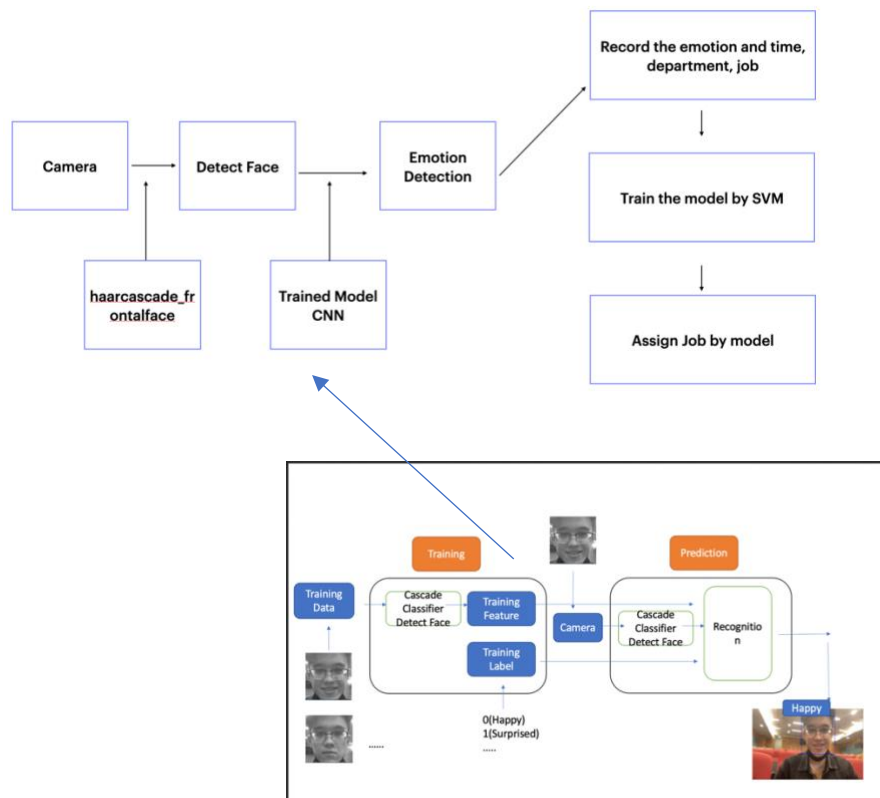 Record the emotion and time,
department, job
Camera
Detect Face
Emotion
Detection
Train the model by SVM
haarcascade_fr
ontalface
Trained Model
CNN
Assign Job by model
Training
Prediction
Training
Data
Cascade
Classifier
Detect Face
Training
Feature
Camera
Cascade
Classifier
Detect Face
Recognitio
n
Training
Label
0(Happy)
1(Surprised)
.....
......
Happy